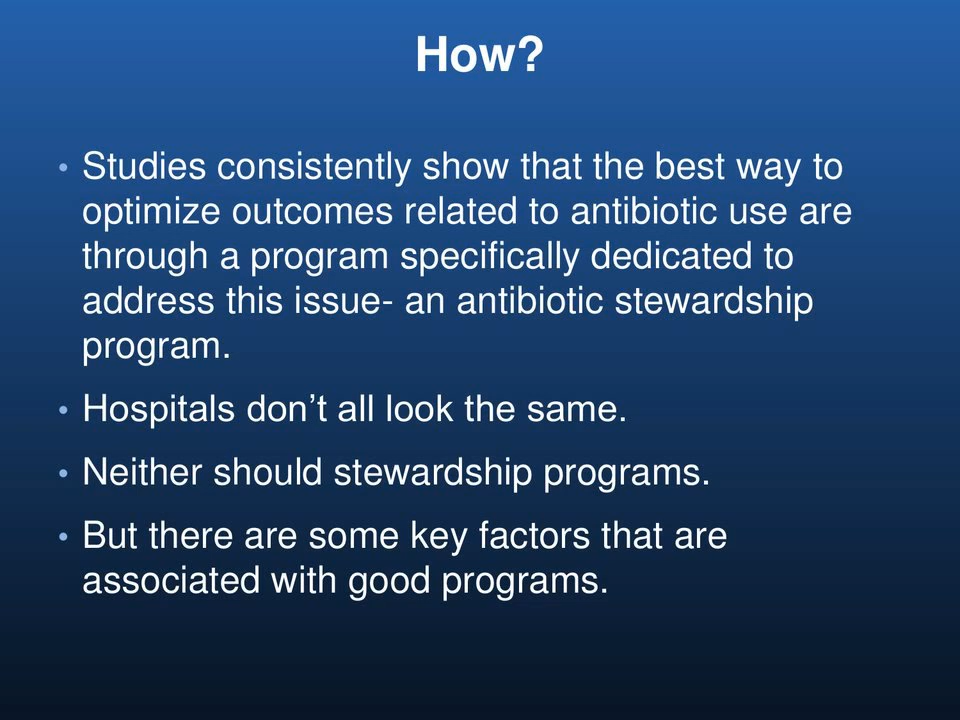 How?
• Studies consistently show that the best way to
optimize outcomes related to antibiotic use are
through a program specifically dedicated to
address this issue- an antibiotic stewardship
program.
• Hospitals don’t all look the same.
• Neither should stewardship programs.
• But there are some key factors that are
associated with good programs.